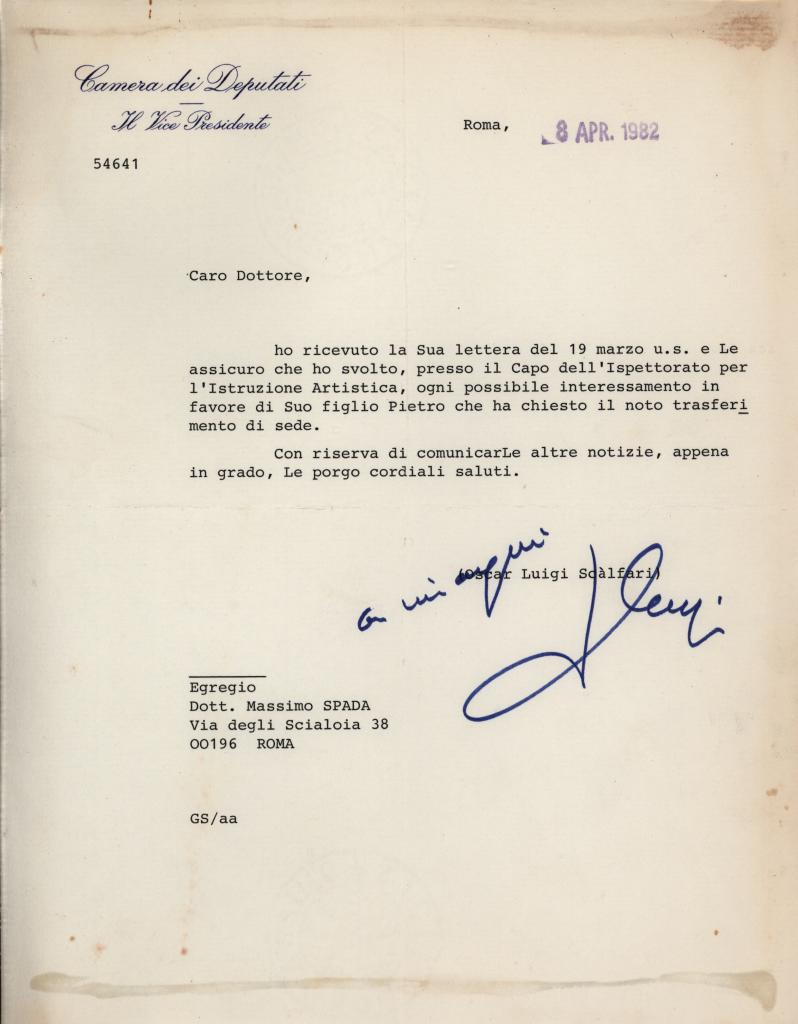 Camera dei Deputati
Il Vice Presidente
Roma, 8 APR. 1982
54641
Caro Dottore,
ho ricevuto la Sua lettera del 19 marzo u.s. e Le
assicuro che ho svolto, presso il Capo dell'Ispettorato per
l'Istruzione Artistica, ogni possibile interessamento in
favore di Suo figlio Pietro che ha chiesto il noto trasferi
mento di sede.
Con riserva di comunicarLe altre notizie, appena
in grado, Le porgo cordiali saluti.
(Oscar Luigi Scàlfari)
Egregio
Dott. Massimo SPADA
Via degli Scialoia 38
00196 ROMA
GS/aa